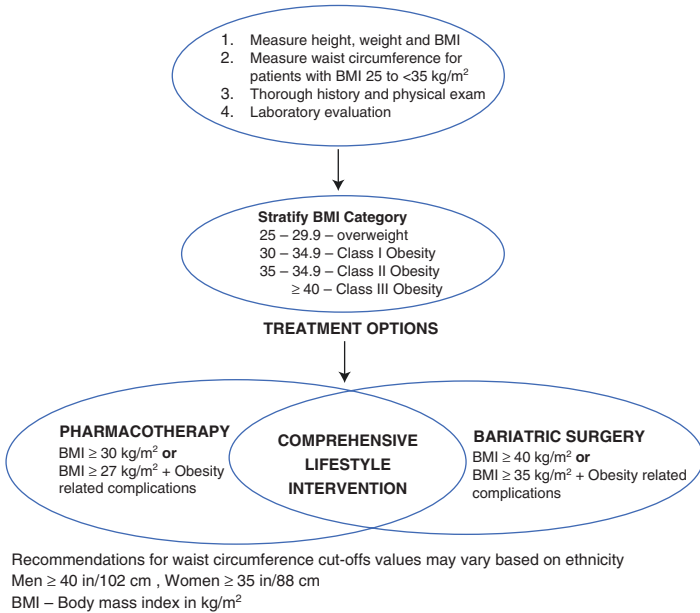 1. Measure height, weight and BMI
2. Measure waist circumference for
patients with BMI 25 to <35 kg/m²
3. Thorough history and physical exam
4. Laboratory evaluation
Stratify BMI Category
25 – 29.9 – overweight
30 – 34.9 – Class I Obesity
35 – 34.9 – Class II Obesity
≥ 40 – Class III Obesity
TREATMENT OPTIONS
PHARMACOTHERAPY
BMI ≥ 30 kg/m² or
BMI ≥ 27 kg/m² + Obesity
related complications
COMPREHENSIVE
LIFESTYLE
INTERVENTION
BARIATRIC SURGERY
BMI ≥ 40 kg/m² or
BMI ≥ 35 kg/m² + Obesity related
complications
Recommendations for waist circumference cut-offs values may vary based on ethnicity
Men ≥ 40 in/102 cm , Women ≥ 35 in/88 cm
BMI – Body mass index in kg/m²